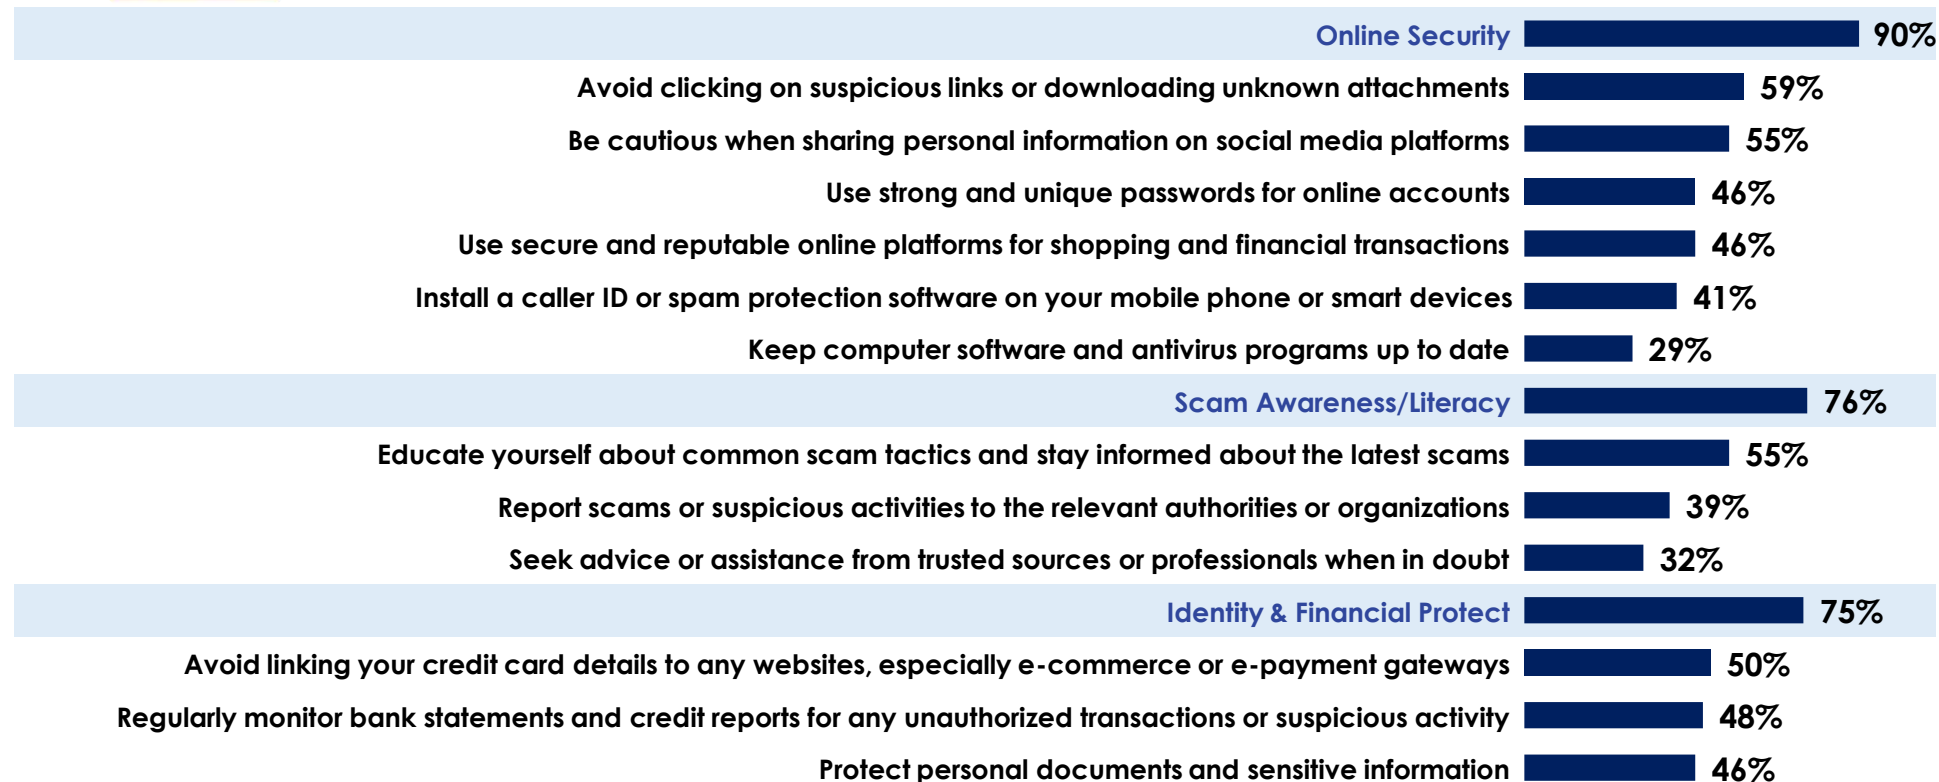 Online Security 90%
Avoid clicking on suspicious links or downloading unknown attachments 59%
Be cautious when sharing personal information on social media platforms 55%
Use strong and unique passwords for online accounts 46%
Use secure and reputable online platforms for shopping and financial transactions 46%
Install a caller ID or spam protection software on your mobile phone or smart devices 41%
Keep computer software and antivirus programs up to date 29%
Scam Awareness/Literacy 76%
Educate yourself about common scam tactics and stay informed about the latest scams 55%
Report scams or suspicious activities to the relevant authorities or organizations 39%
Seek advice or assistance from trusted sources or professionals when in doubt 32%
Identity & Financial Protect 75%
Avoid linking your credit card details to any websites, especially e-commerce or e-payment gateways 50%
Regularly monitor bank statements and credit reports for any unauthorized transactions or suspicious activity 48%
Protect personal documents and sensitive information 46%